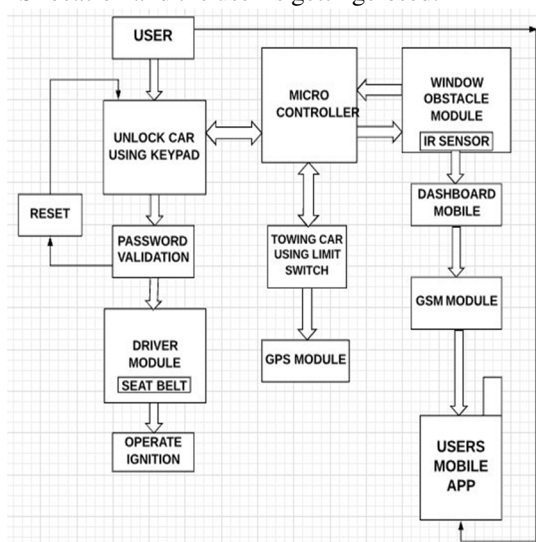 USER
UNLOCK CAR
USING KEYPAD
RESET
PASSWORD
VALIDATION
DRIVER
MODULE
SEAT BELT
OPERATE
IGNITION
MICRO
CONTROLLER
TOWING CAR
USING LIMIT
SWITCH
GPS MODULE
WINDOW
OBSTACLE
MODULE
IR SENSOR
DASHBOARD
MOBILE
GSM MODULE
USERS
MOBILE
APP